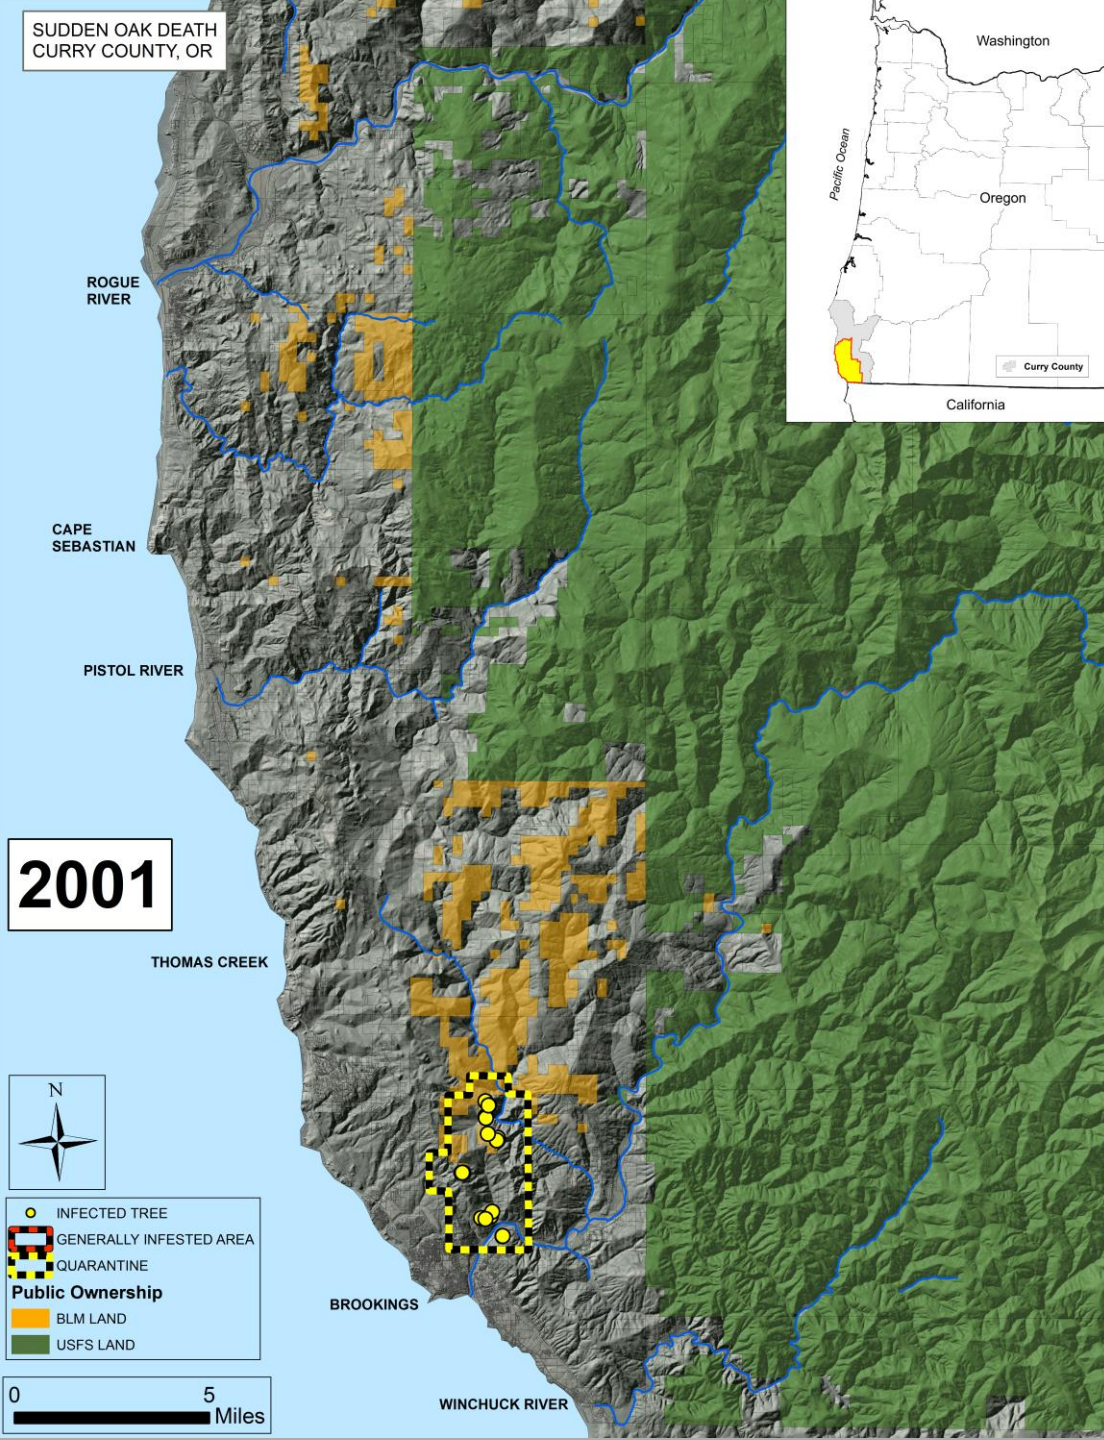 SUDDEN OAK DEATH
CURRY COUNTY, OR
Washington
Pacific Ocean
Oregon
Curry County
California
ROGUE
RIVER
CAPE
SEBASTIAN
PISTOL RIVER
2001
THOMAS CREEK
N
INFECTED TREE
GENERALLY INFESTED AREA
QUARANTINE
Public Ownership
BLM LAND
USFS LAND
BROOKINGS
0 5
Miles
WINCHUCK RIVER